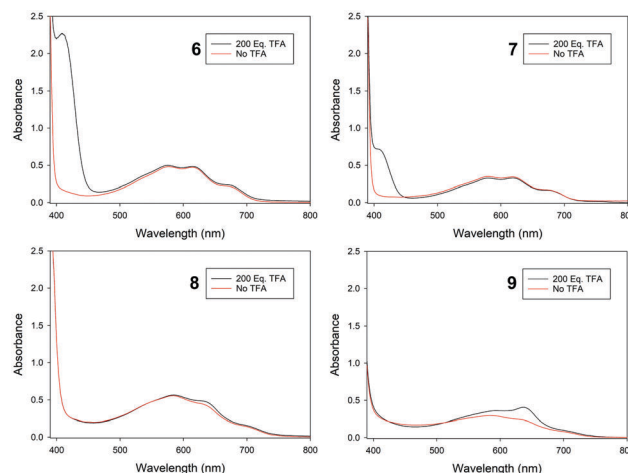 2.5
2.0
1.5
1.0
0.5
0.0
Absorbance
6
200 Eq. TFA
No TFA
400 500 600 700 800
Wavelength (nm)
2.5
2.0
1.5
1.0
0.5
0.0
Absorbance
7
200 Eq. TFA
No TFA
400 500 600 700 80
Wavelength (nm)
2.5
2.0
1.5
1.0
0.5
0.0
Absorbance
8
200 Eq. TFA
No TFA
400 500 600 700 800
Wavelength (nm)
2.5
2.0
1.5
1.0
0.5
0.0
Absorbance
9
200 Eq. TFA
No TFA
400 500 600 700 80
Wavelength (nm)